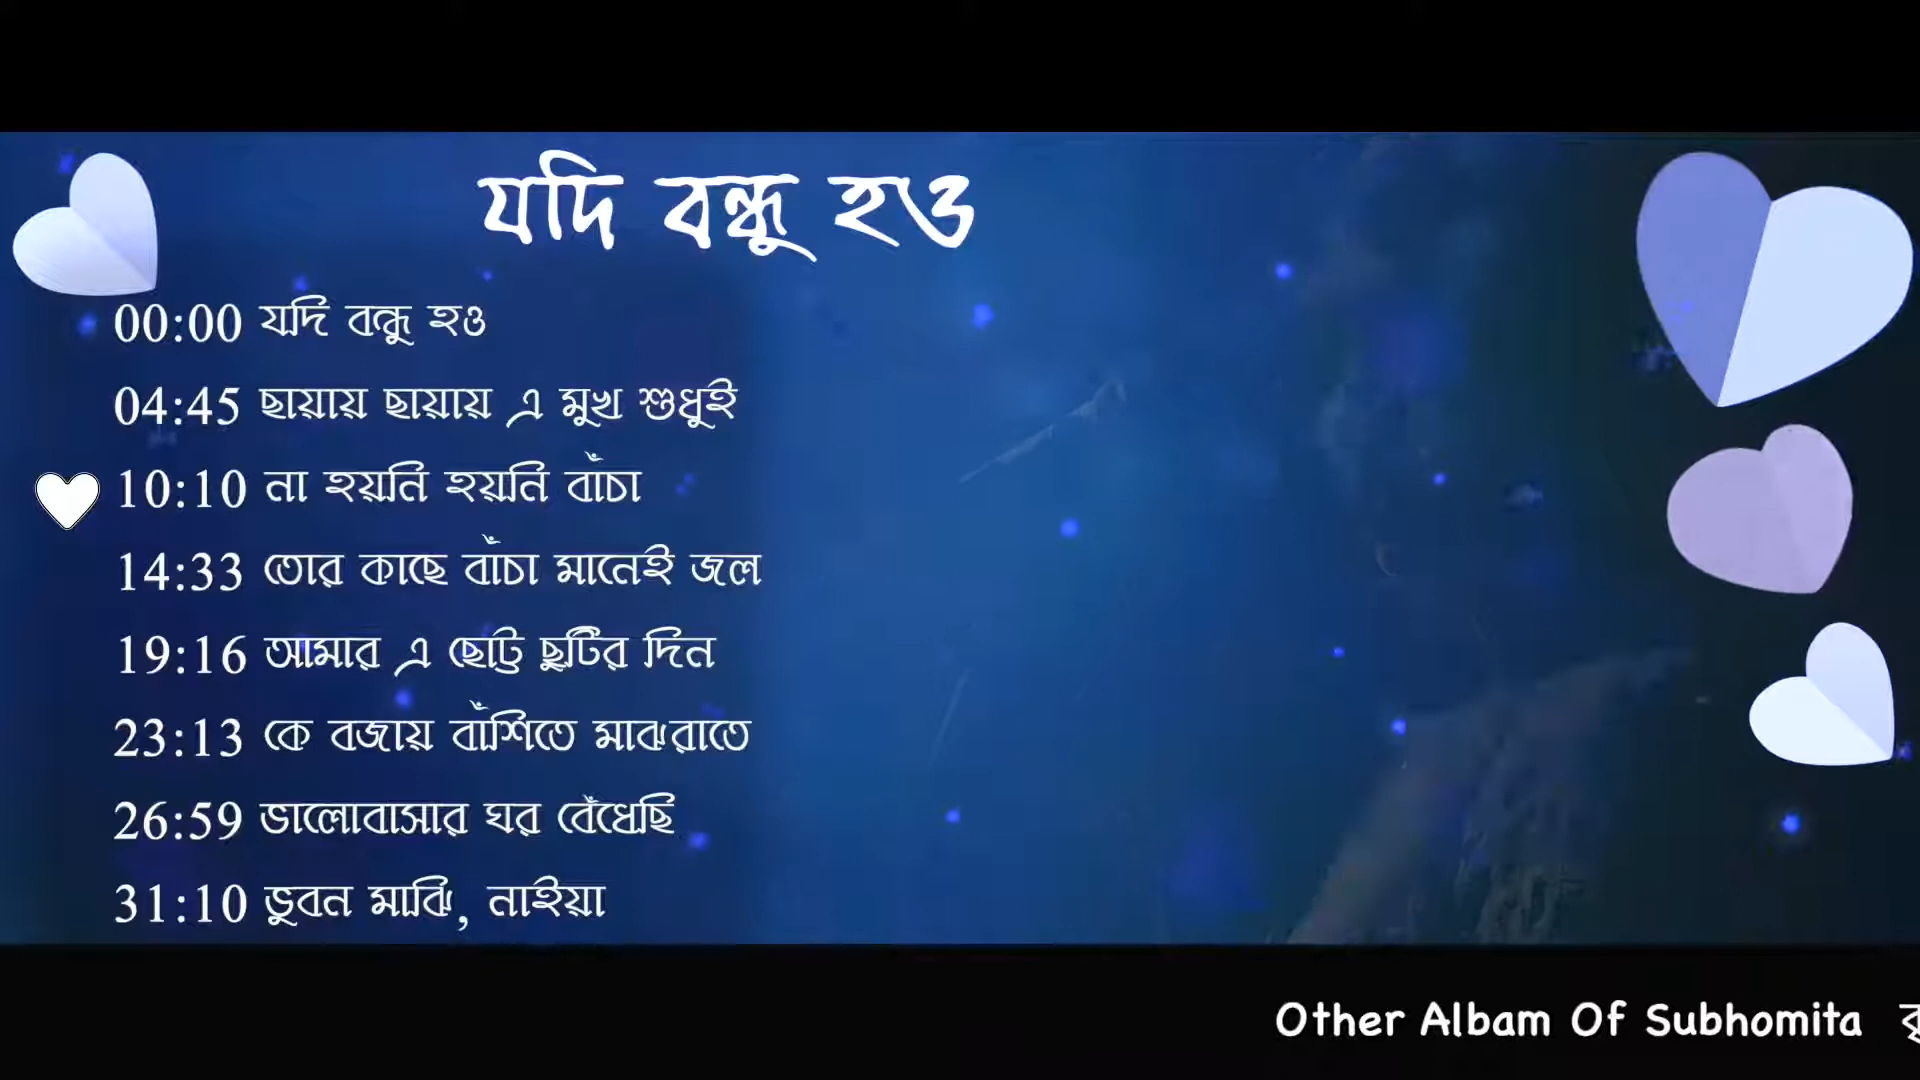 যদি বন্ধু হও
00:00 যদি বন্ধু হও
04:45 ছায়ায় ছায়ায় এ মুখ শুধুই
10:10 না হয়নি হয়নি বাঁচা
14:33 তোর কাছে বাঁচা মানেই জল
19:16 আমার এ ছোট্ট ছুটির দিন
23:13 কে বজায় বাঁশিতে মাঝরাতে
26:59 ভালোবাসার ঘর বেঁধেছি
31:10 ভুবন মাঝি, নাইয়া
Other Albam Of Subhomita